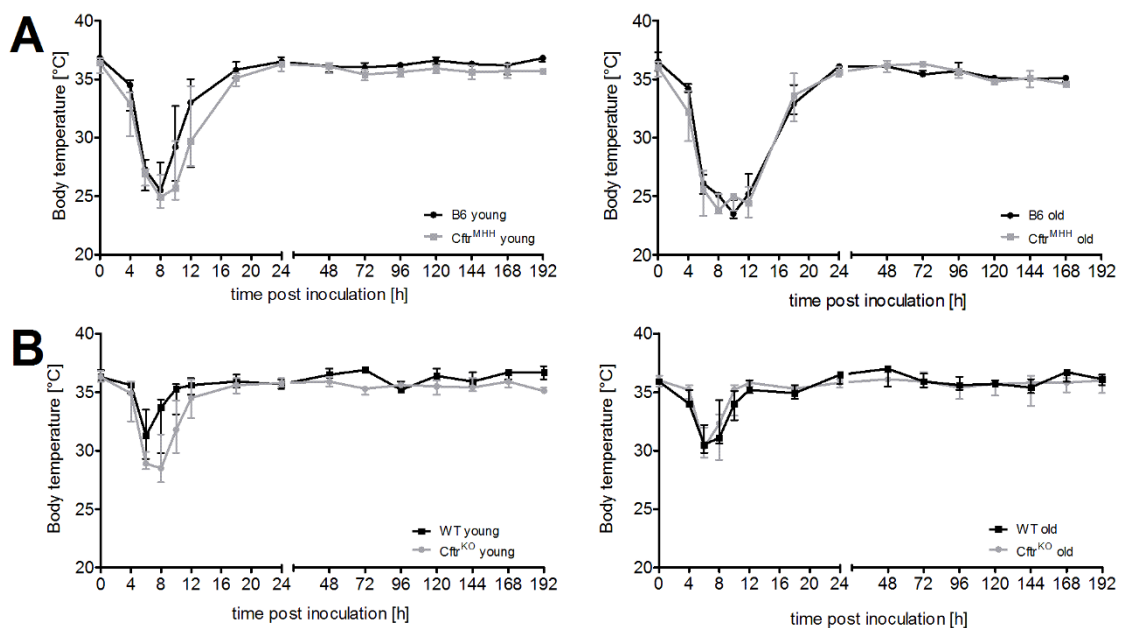 A
Body temperature [°C]
40
35
30
25
20
B6 young
Cftr^MHH young
0 4 8 12 16 20 24 48 72 96 120 144 168 192
time post inoculation [h]
Body temperature [°C]
40
35
30
25
20
B6 old
Cftr^MHH old
0 4 8 12 16 20 24 48 72 96 120 144 168 192
time post inoculation [h]
B
Body temperature [°C]
40
35
30
25
20
WT young
Cftr^KO young
0 4 8 12 16 20 24 48 72 96 120 144 168 192
time post inoculation [h]
Body temperature [°C]
40
35
30
25
20
WT old
Cftr^KO old
0 4 8 12 16 20 24 48 72 96 120 144 168 192
time post inoculation [h]